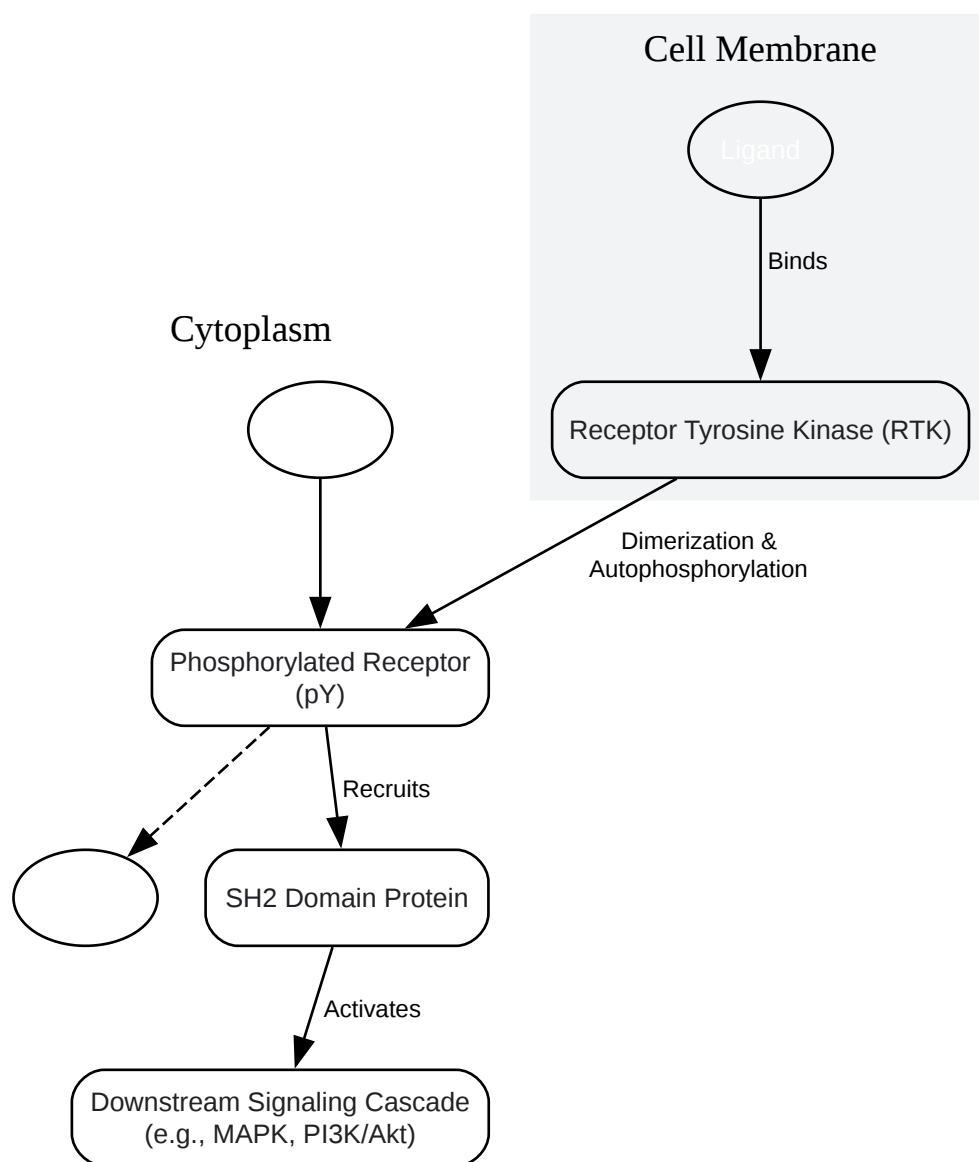 Cell Membrane
Ligand
Binds
Cytoplasm
Receptor Tyrosine Kinase (RTK)
Dimerization &
Autophosphorylation
Phosphorylated Receptor
(pY)
Recruits
SH2 Domain Protein
Activates
Downstream Signaling Cascade
(e.g., MAPK, PI3K/Akt)